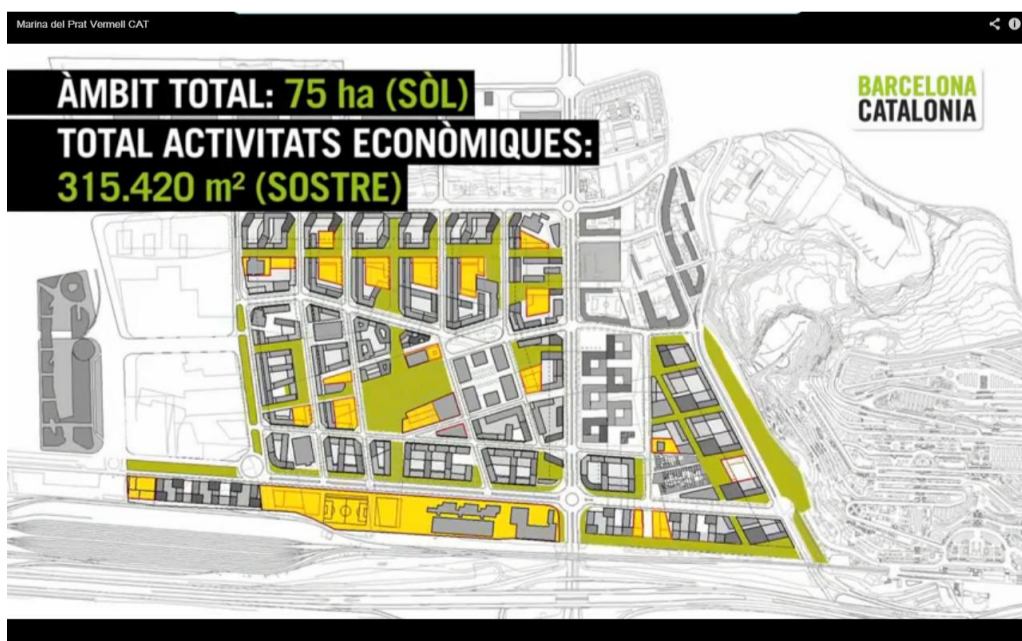 Marina del Prat Vermell CAT
ÀMBIT TOTAL: 75 ha (SÒL)
TOTAL ACTIVITATS ECONÒMIQUES:
315.420 m² (SOSTRE)
BARCELONA
CATALONIA